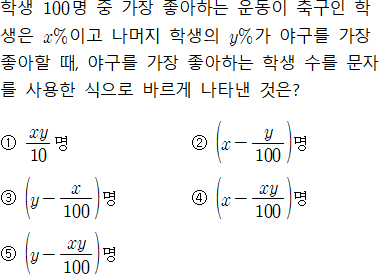 학생 100명 중 가장 좋아하는 운동이 축구인 학
생은 x%이고 나머지 학생의 y%가 야구를 가장
좋아할 때, 야구를 가장 좋아하는 학생 수를 문자
를 사용한 식으로 바르게 나타낸 것은?
① \frac{xy}{10}명 ② \left(x-\frac{y}{100}\right)명
③ \left(y-\frac{x}{100}\right)명 ④ \left(x-\frac{xy}{100}\right)명
⑤ \left(y-\frac{xy}{100}\right)명